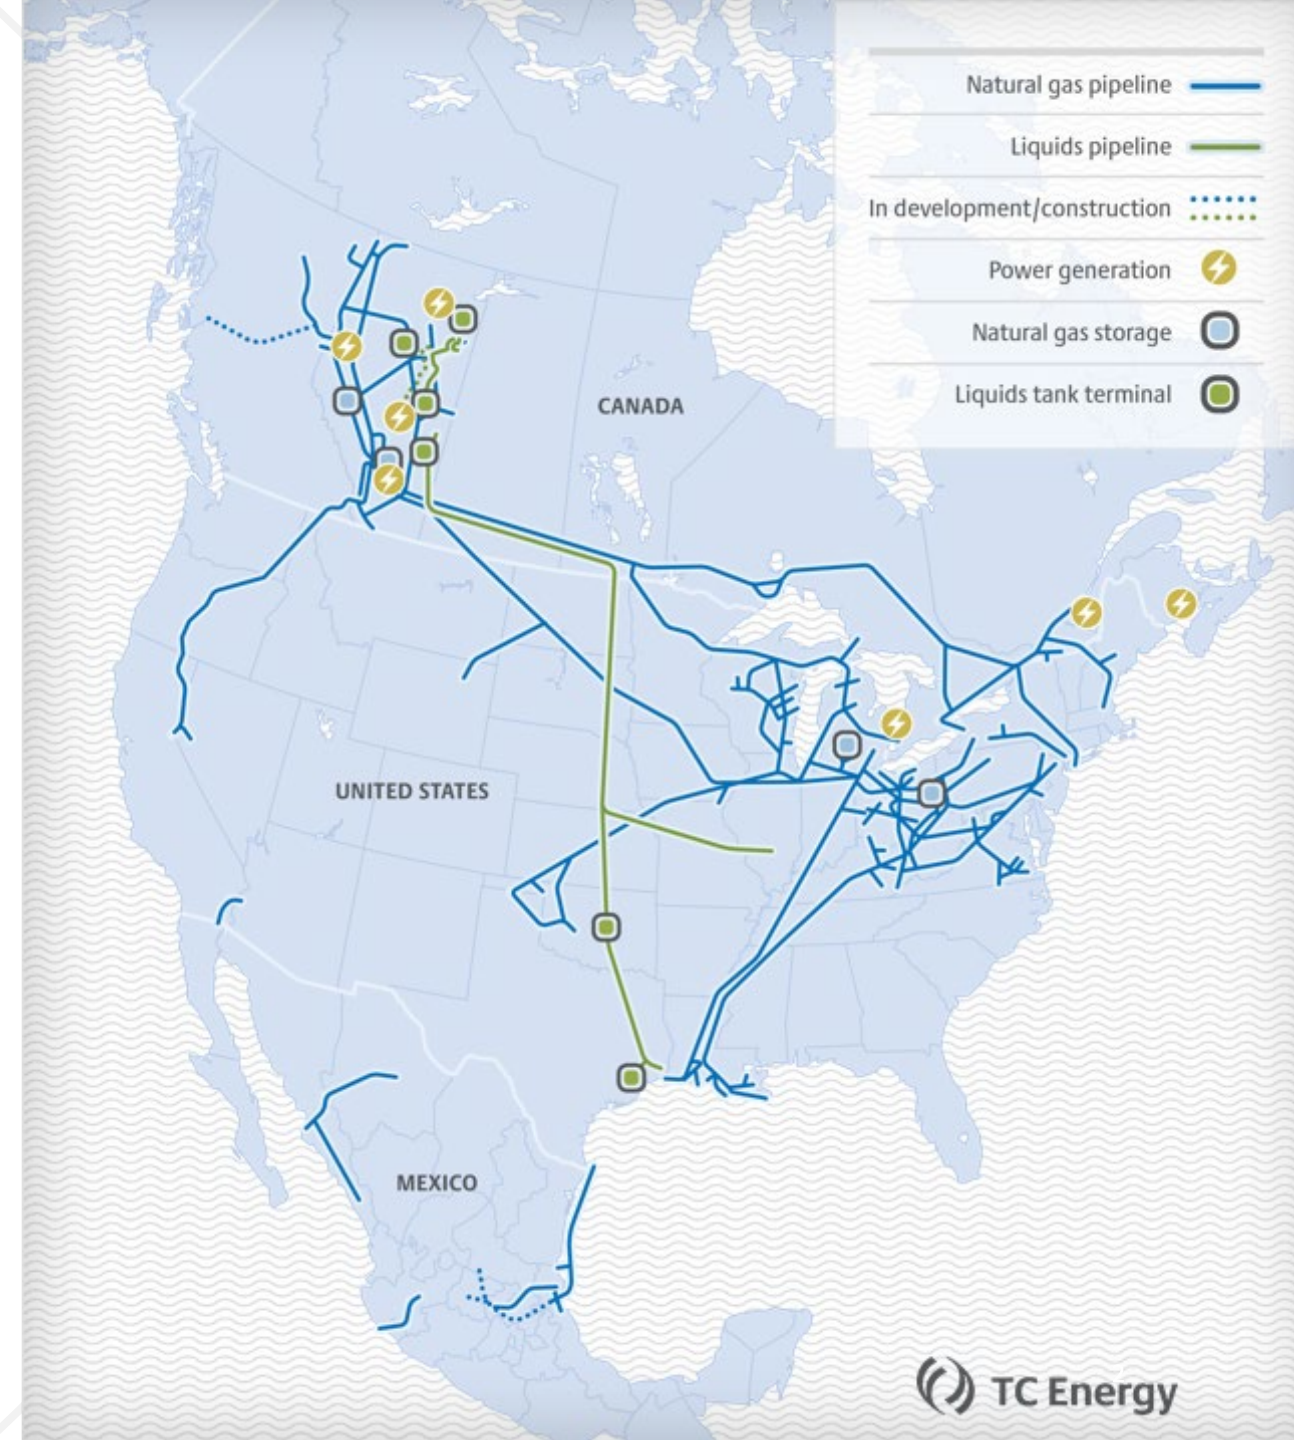 Natural gas pipeline
Liquids pipeline
In development/construction
Power generation
Natural gas storage
Liquids tank terminal
CANADA
UNITED STATES
MEXICO
TC Energy